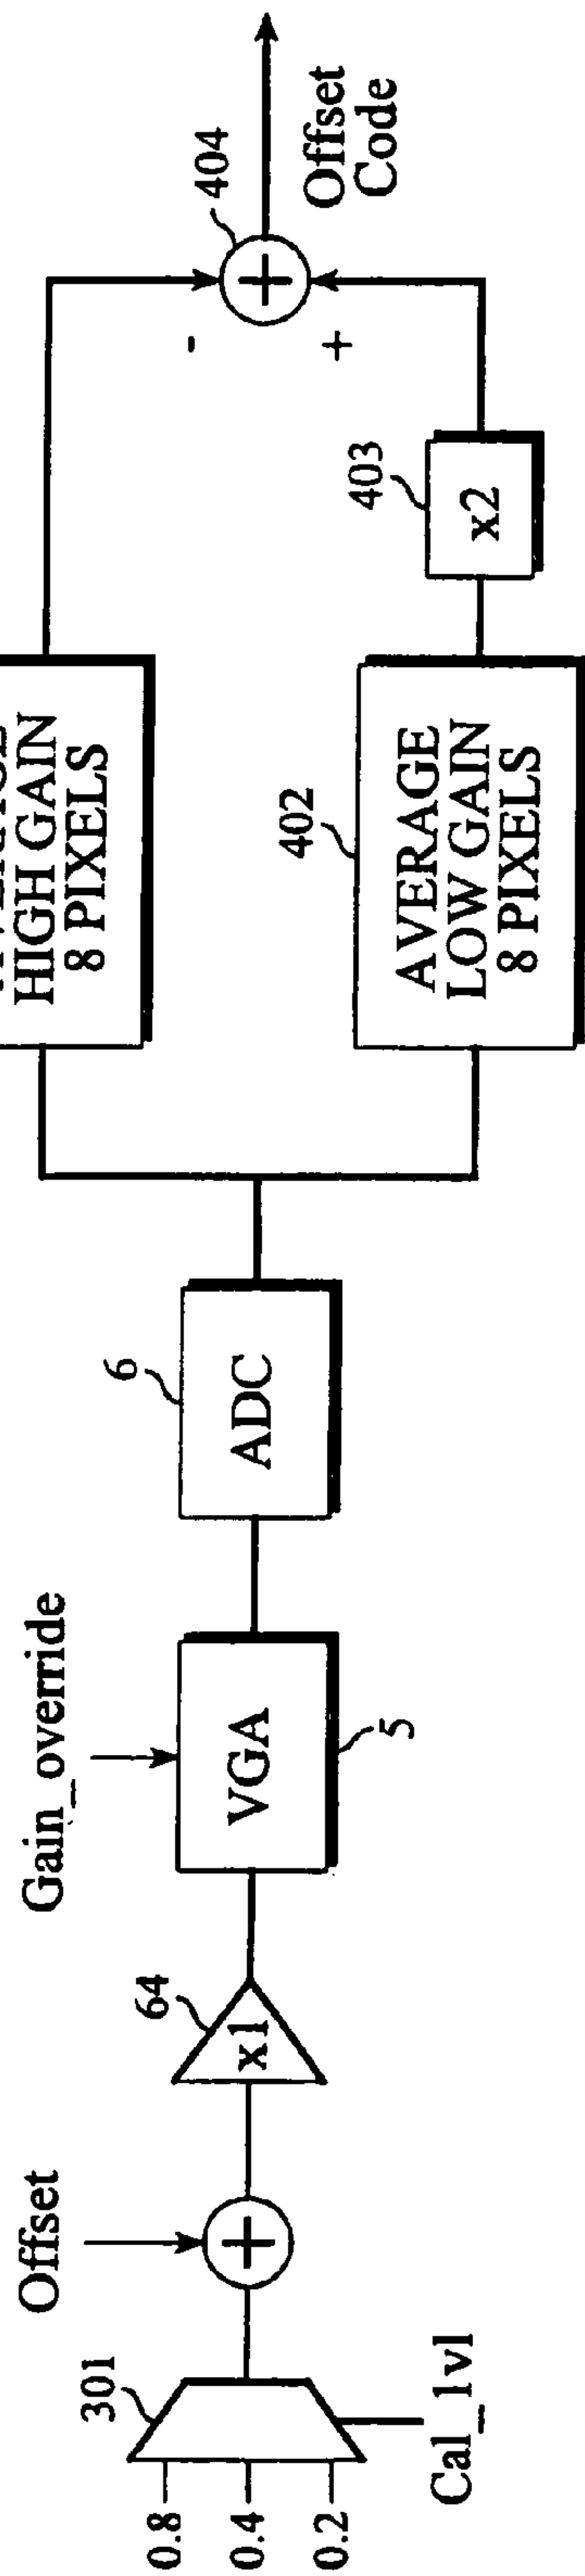 0.8
0.4
0.2
301
Cal_1vl
Offset
+
64
x1
Gain_override
VGA
5
6
ADC
HIGH GAIN
8 PIXELS
402
AVERAGE
LOW GAIN
8 PIXELS
403
x2
-
+
404
+
Offset
Code